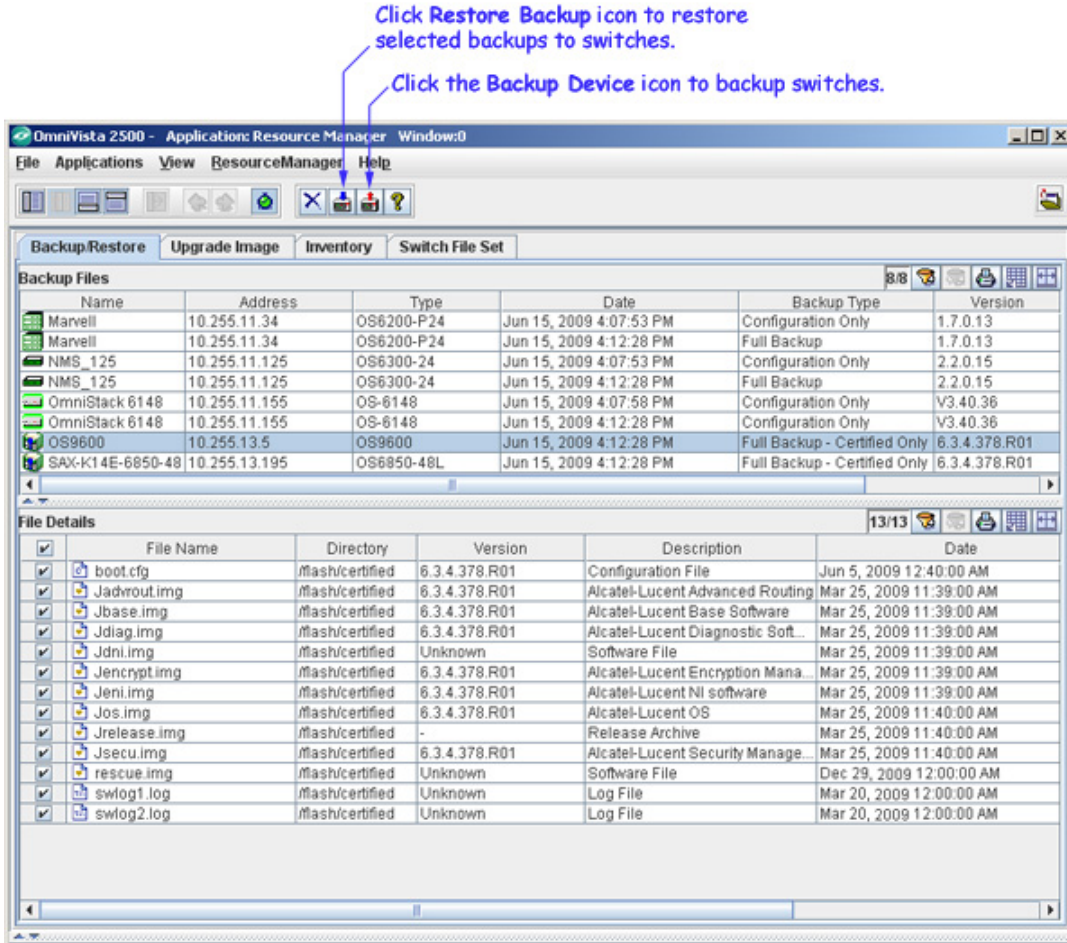 Click Restore Backup icon to restore
selected backups to switches.
Click the Backup Device icon to backup switches.
OmniVista 2500 - Application: Resource Manager Window:0
File Applications View ResourceManager Help
Backup/Restore Upgrade Image Inventory Switch File Set
Backup Files 8/8
Name Address Type Date Backup Type Version
Marvell 10.255.11.34 OS6200-P24 Jun 15, 2009 4:07:53 PM Configuration Only 1.7.0.13
Marvell 10.255.11.34 OS6200-P24 Jun 15, 2009 4:12:28 PM Full Backup 1.7.0.13
NMS_125 10.255.11.125 OS6300-24 Jun 15, 2009 4:07:53 PM Configuration Only 2.2.0.15
NMS_125 10.255.11.125 OS6300-24 Jun 15, 2009 4:12:28 PM Full Backup 2.2.0.15
OmniStack 6148 10.255.11.155 OS-6148 Jun 15, 2009 4:07:58 PM Configuration Only V3.40.36
OmniStack 6148 10.255.11.155 OS-6148 Jun 15, 2009 4:12:28 PM Configuration Only V3.40.36
OS9600 10.255.13.5 OS9600 Jun 15, 2009 4:12:28 PM Full Backup - Certified Only 6.3.4.378.R01
SAX-K14E-6850-48 10.255.13.195 OS6850-48L Jun 15, 2009 4:12:28 PM Full Backup - Certified Only 6.3.4.378.R01
File Details 13/13
File Name Directory Version Description Date
boot.cfg /flash/certified 6.3.4.378.R01 Configuration File Jun 5, 2009 12:40:00 AM
Jadvrout.img /flash/certified 6.3.4.378.R01 Alcatel-Lucent Advanced Routing Mar 25, 2009 11:39:00 AM
Jbase.img /flash/certified 6.3.4.378.R01 Alcatel-Lucent Base Software Mar 25, 2009 11:39:00 AM
Jdiag.img /flash/certified 6.3.4.378.R01 Alcatel-Lucent Diagnostic Soft... Mar 25, 2009 11:39:00 AM
Jdni.img /flash/certified Unknown Software File Mar 25, 2009 11:39:00 AM
Jencrypt.img /flash/certified 6.3.4.378.R01 Alcatel-Lucent Encryption Mana... Mar 25, 2009 11:39:00 AM
Jeni.img /flash/certified 6.3.4.378.R01 Alcatel-Lucent NI software Mar 25, 2009 11:39:00 AM
Jos.img /flash/certified 6.3.4.378.R01 Alcatel-Lucent OS Mar 25, 2009 11:40:00 AM
Jrelease.img /flash/certified - Release Archive Mar 25, 2009 11:40:00 AM
Jsecu.img /flash/certified 6.3.4.378.R01 Alcatel-Lucent Security Manage... Mar 25, 2009 11:40:00 AM
rescue.img /flash/certified Unknown Software File Dec 29, 2009 12:00:00 AM
swlog1.log /flash/certified Unknown Log File Mar 20, 2009 12:00:00 AM
swlog2.log /flash/certified Unknown Log File Mar 20, 2009 12:00:00 AM